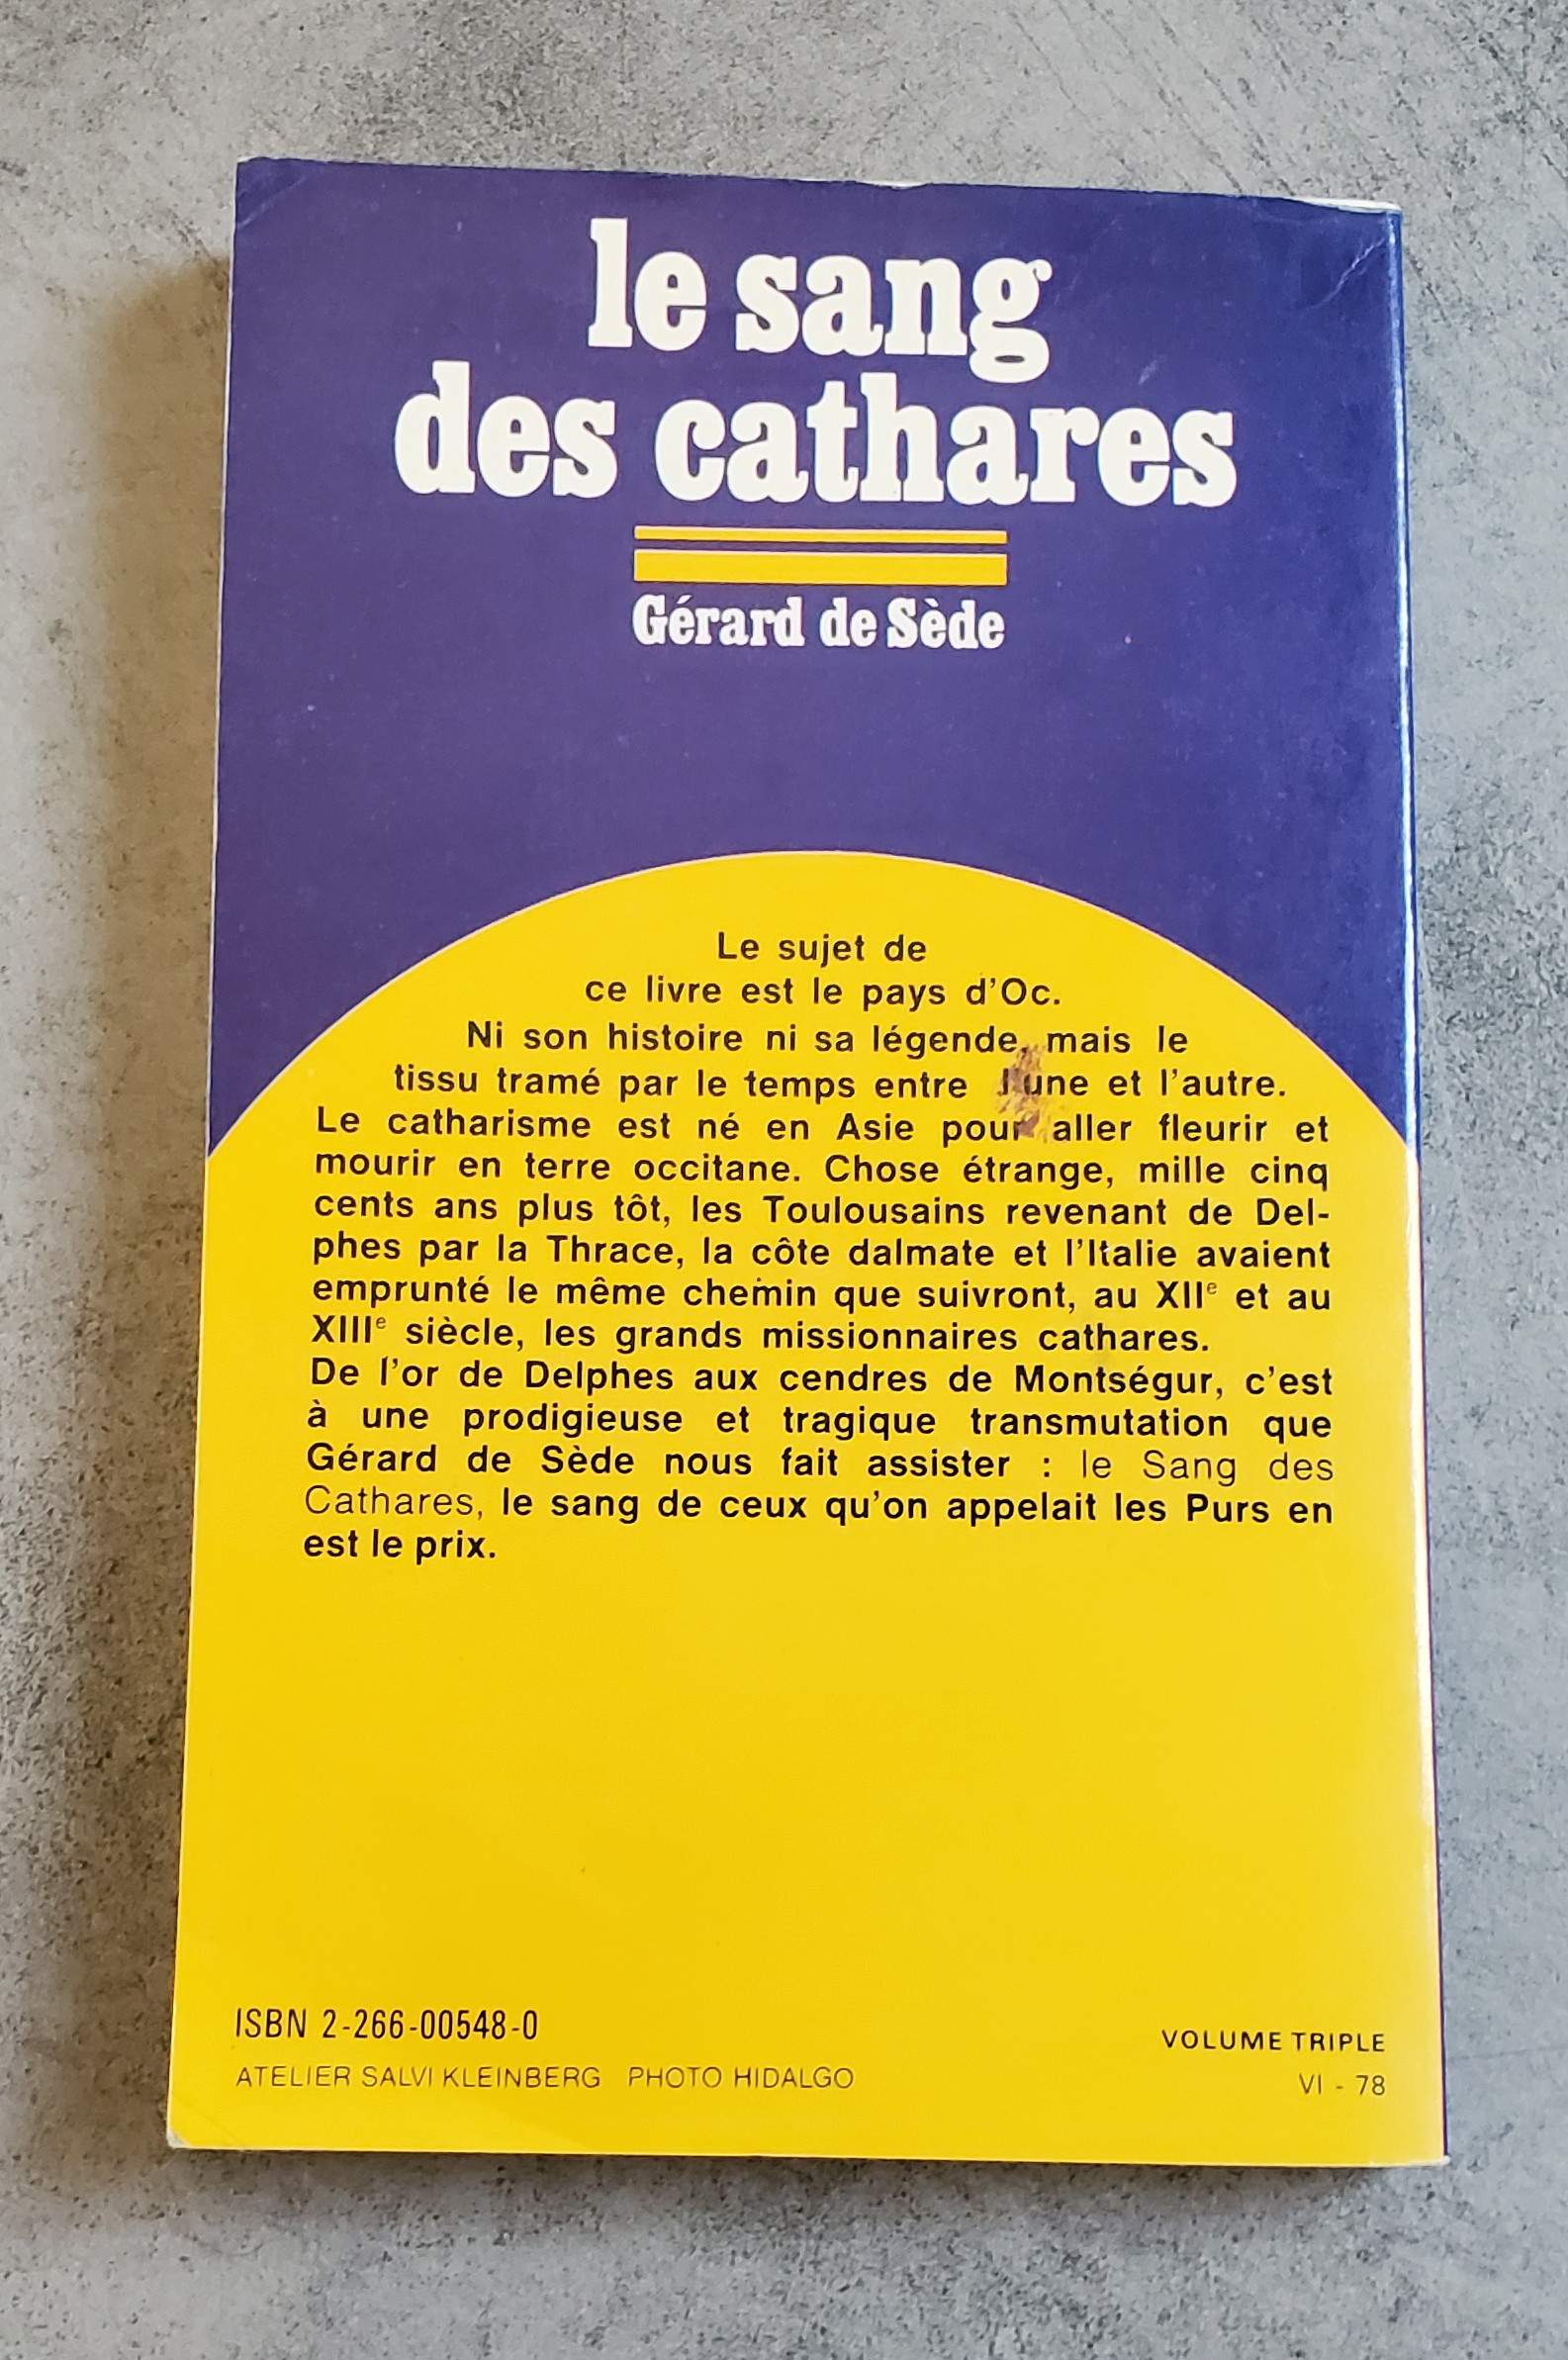 le sang
des cathares
Gérard de Sède
Le sujet de
ce livre est le pays d'Oc.
Ni son histoire ni sa légende, mais le
tissu tramé par le temps entre l'une et l'autre.
Le catharisme est né en Asie pour aller fleurir et
mourir en terre occitane. Chose étrange, mille cinq
cents ans plus tôt, les Toulousains revenant de Del-
phes par la Thrace, la côte dalmate et l'Italie avaient
emprunté le même chemin que suivront, au XIIe et au
XIIIe siècle, les grands missionnaires cathares.
De l'or de Delphes aux cendres de Montségur, c'est
à une prodigieuse et tragique transmutation que
Gérard de Sède nous fait assister : le Sang des
Cathares, le sang de ceux qu'on appelait les Purs en
est le prix.
ISBN 2-266-00548-0
ATELIER SALVI KLEINBERG PHOTO HIDALGO
VOLUME TRIPLE
VI - 78